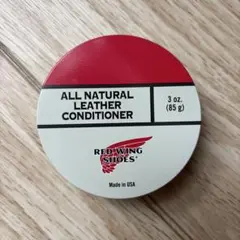 ALL NATURAL
LEATHER
CONDITIONER
3 oz.
(85 g)
RED WING
SHOES®
Made in USA